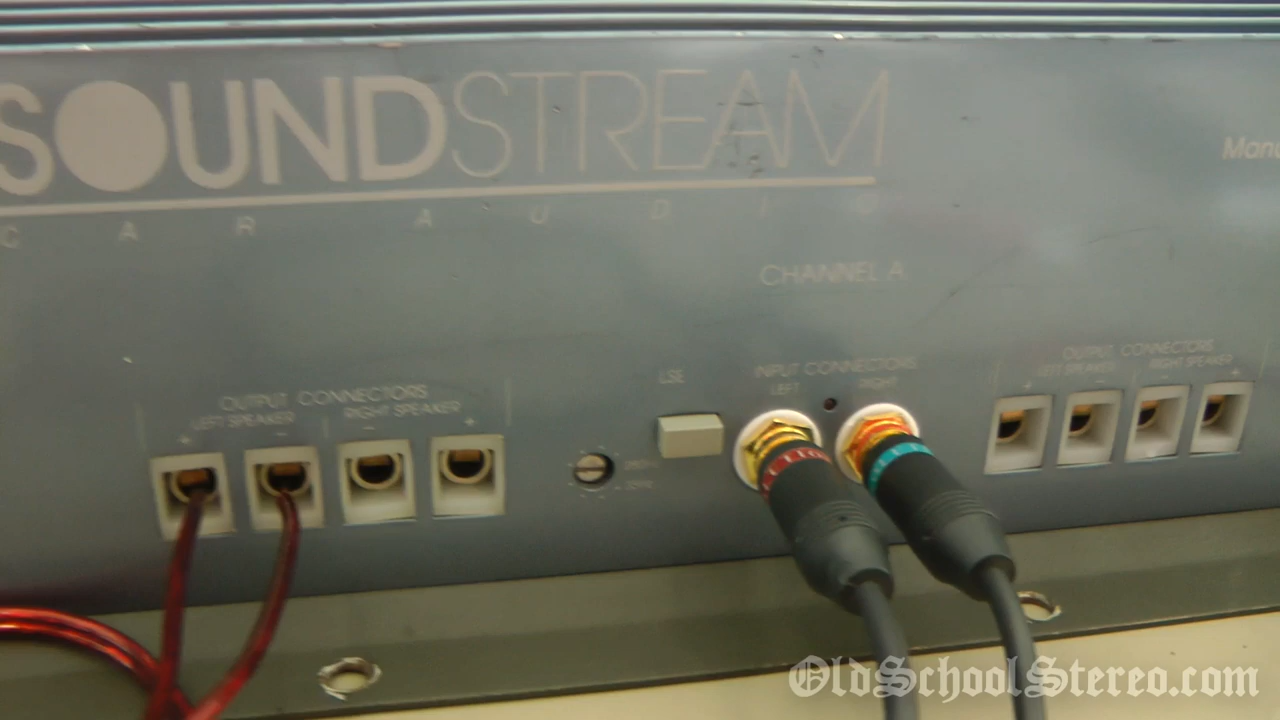 SOUNDSTREAM
Manu
CAR AUDIO
CHANNEL A
OUTPUT CONNECTORS
LEFT SPEAKER RIGHT SPEAKER
+ - - +
INPUT CONNECTORS
LEFT RIGHT
OUTPUT CONNECTORS
LEFT SPEAKER RIGHT SPEAKER
+ - - +
OldSchoolStereo.com